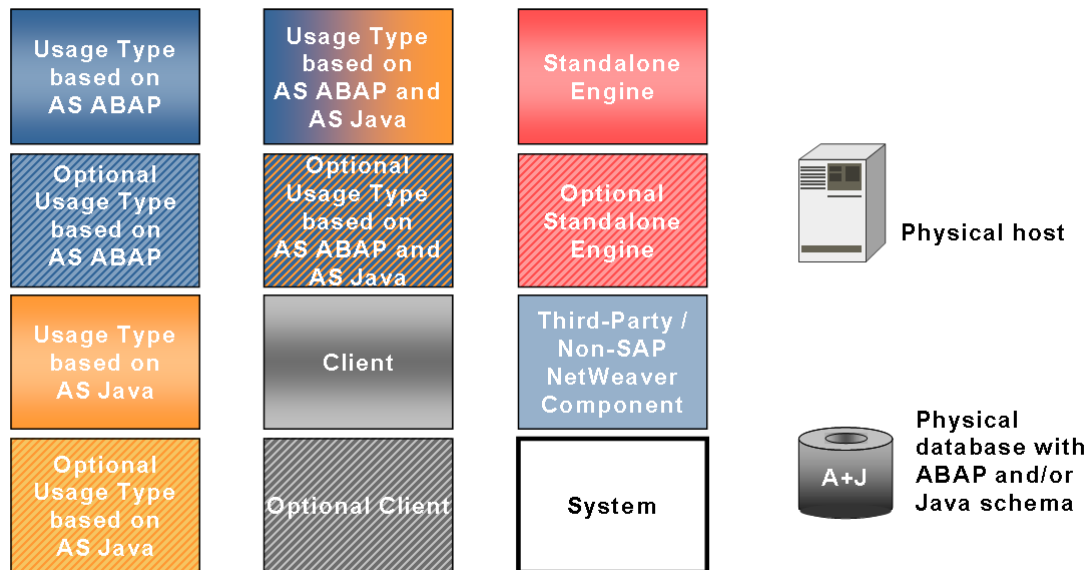 Usage Type
based on
AS ABAP
Usage Type
based on
AS ABAP and
AS Java
Standalone
Engine
Optional
Usage Type
based on
AS ABAP
Optional
Usage Type
based on
AS ABAP and
AS Java
Optional
Standalone
Engine
Physical host
Usage Type
based on
AS Java
Client
Third-Party /
Non-SAP
NetWeaver
Component
Optional
Usage Type
based on
AS Java
Optional Client
System
A+J
Physical
database with
ABAP and/or
Java schema